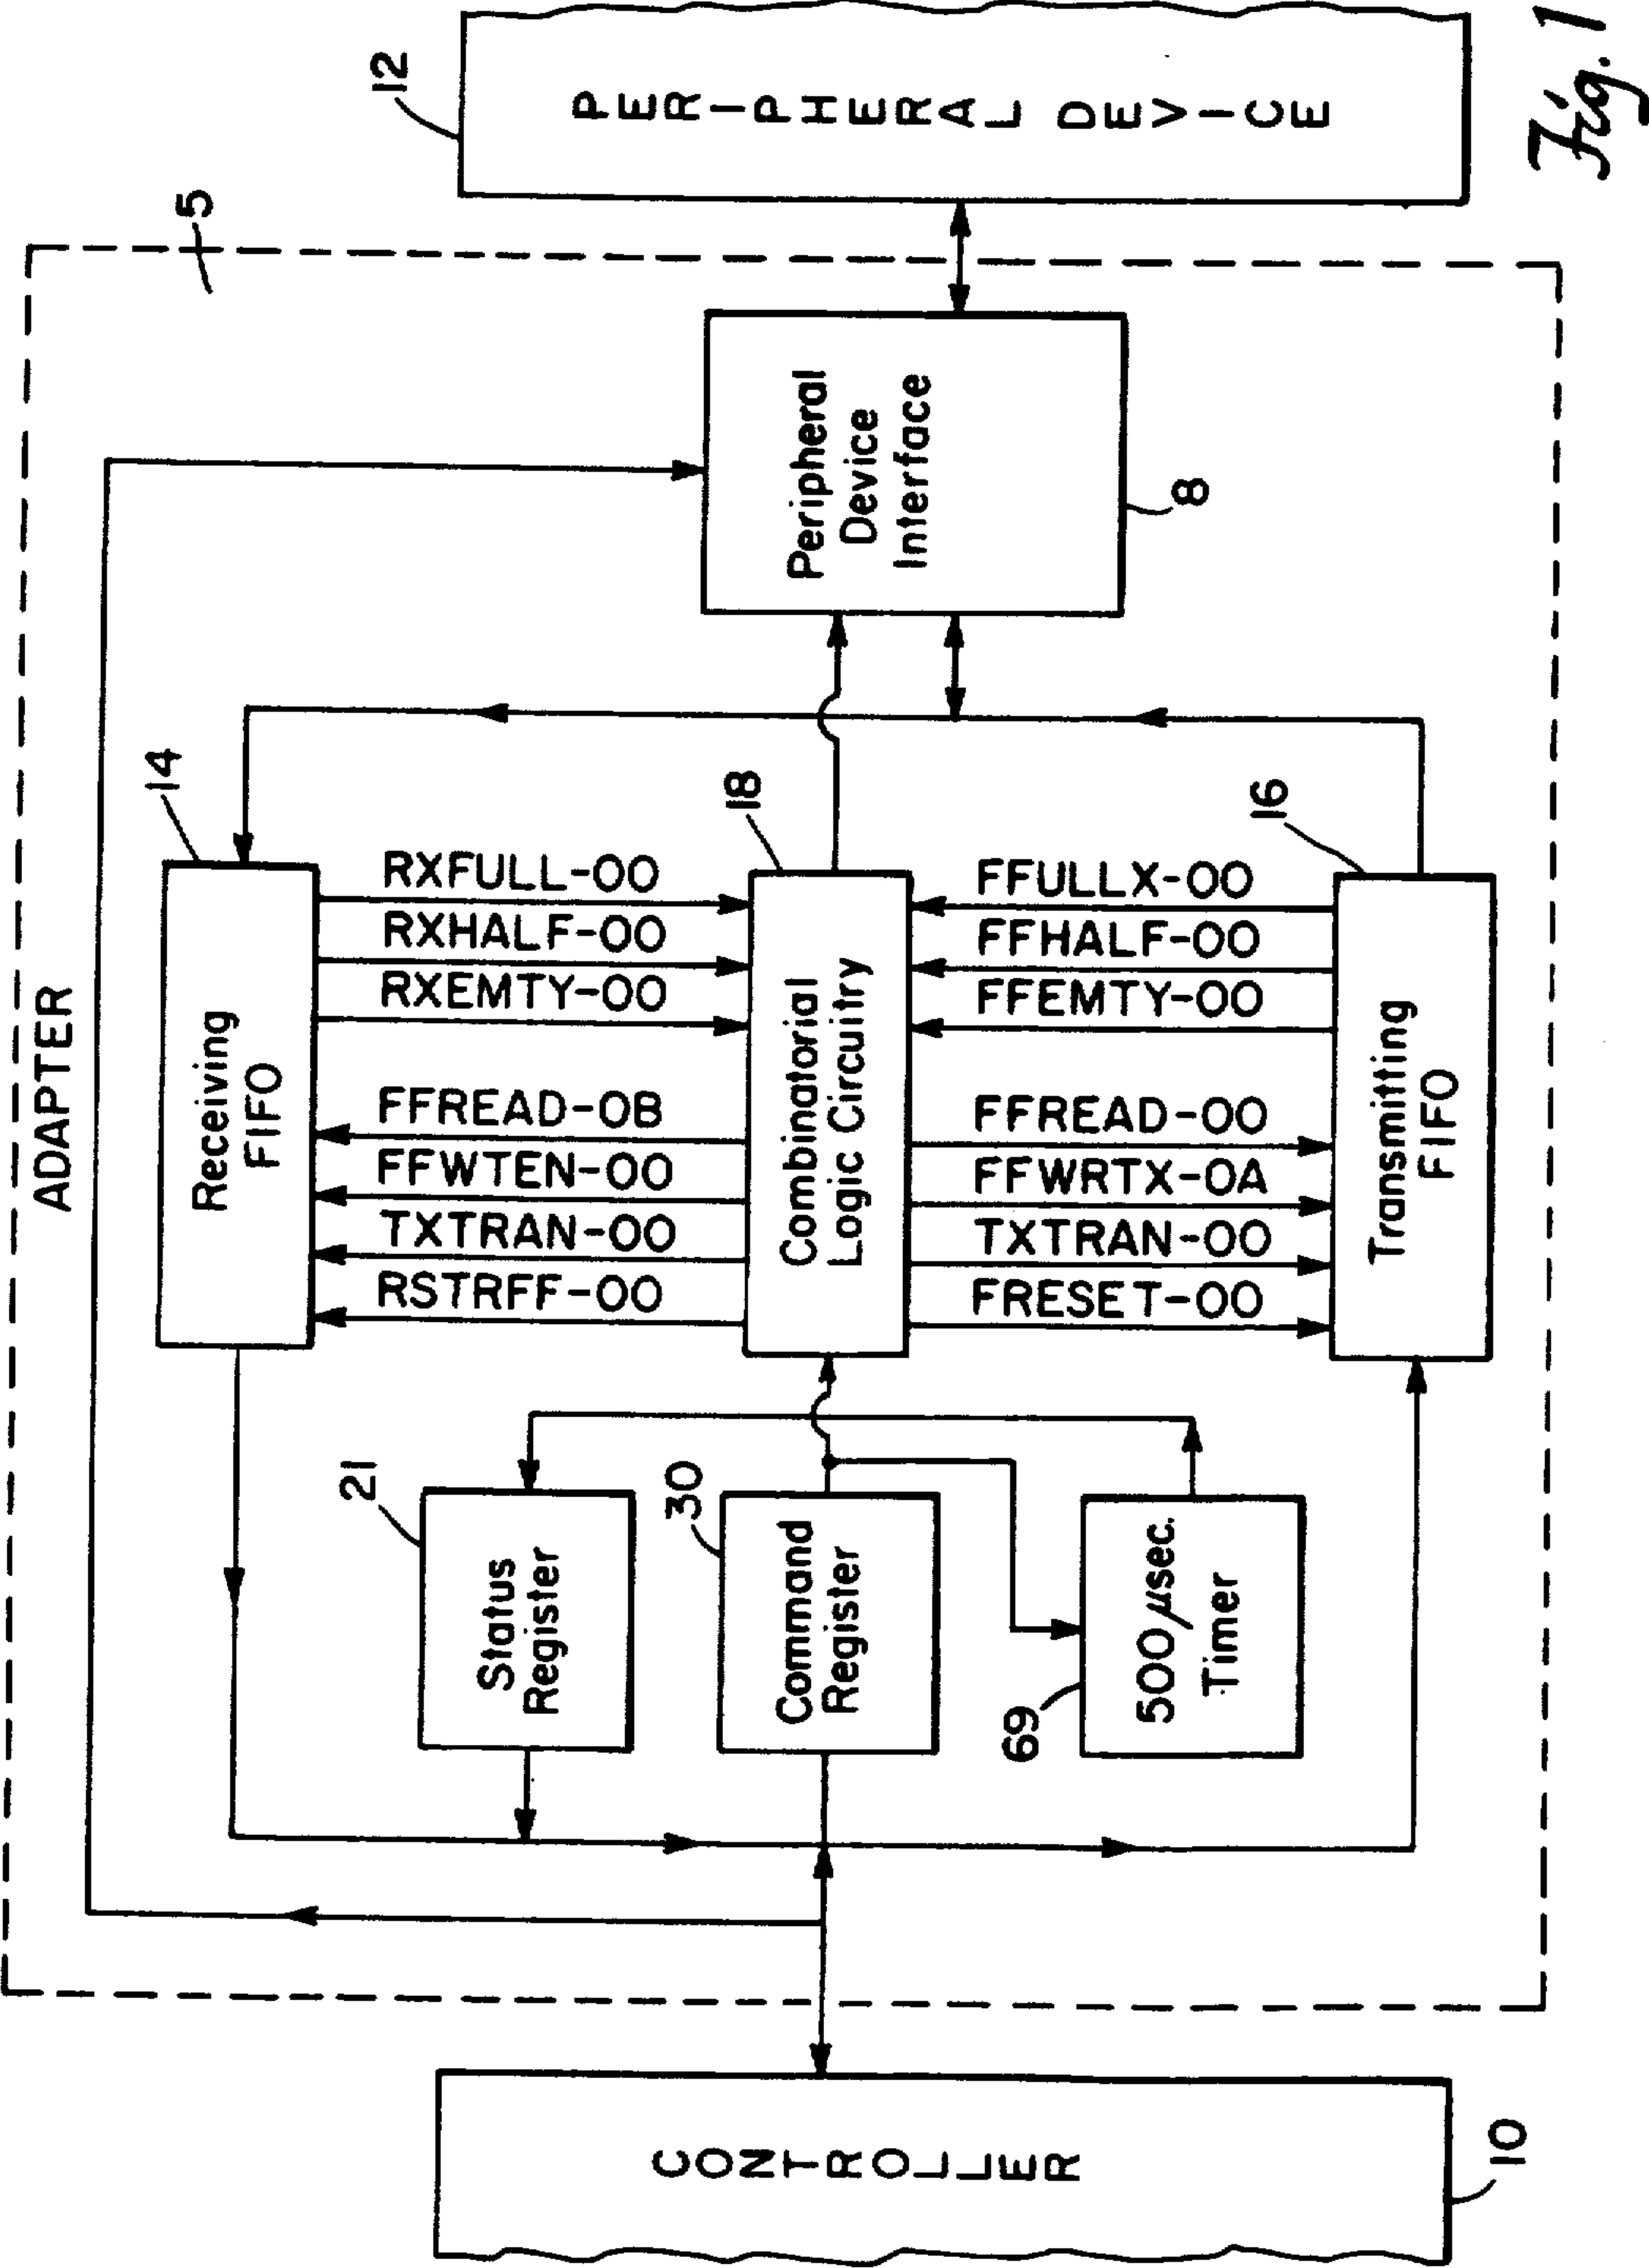 ADAPTER
5
14
Receiving
FIFO
RXFULL-00
RXHALF-00
RXEMTY-00
FFREAD-0B
FFWTEN-00
TXTRAN-00
RSTRFF-00
21
Status
Register
30
Command
Register
69
500 μsec.
Timer
18
Combinatorial
Logic Circuitry
FFULLX-00
FFHALF-00
FFEMTY-00
FFREAD-00
FFWRTX-0A
TXTRAN-00
FRESET-00
16
Transmitting
FIFO
Peripheral
Device
Interface
8
12
PERIPHERAL DEVICE
CONTROLLER
10
Fig. 1